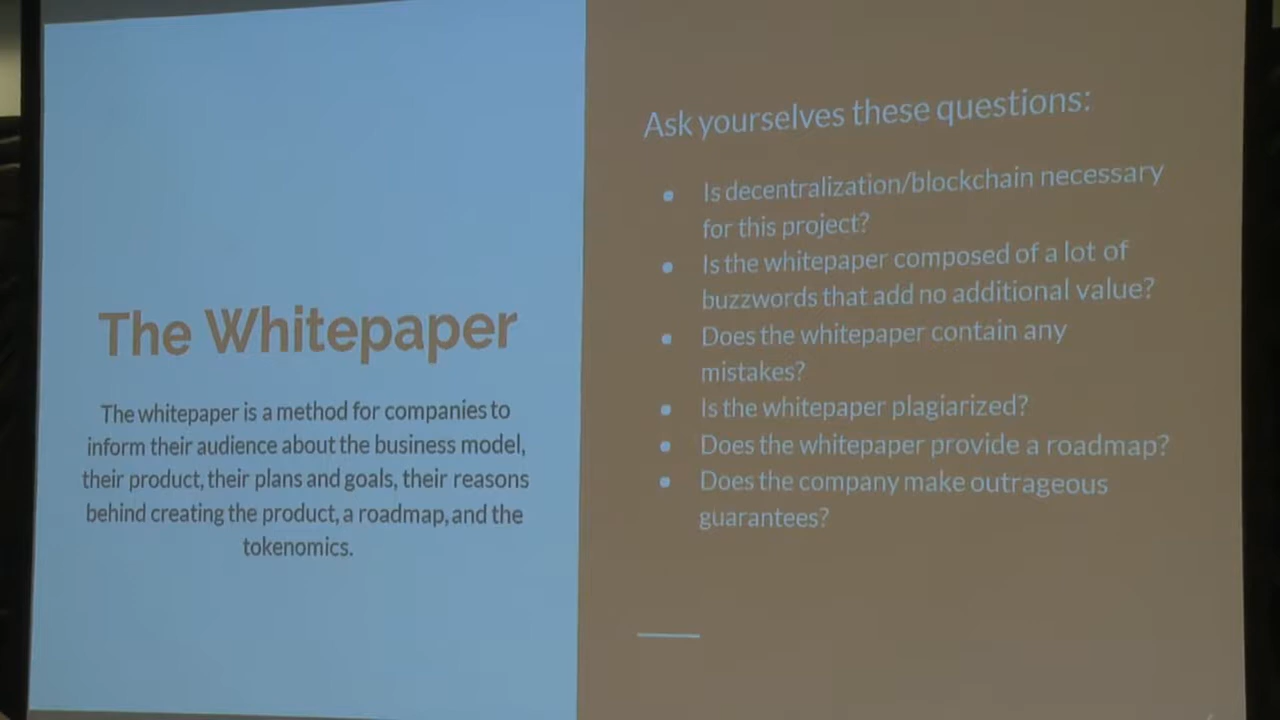 The Whitepaper
The whitepaper is a method for companies to
inform their audience about the business model,
their product, their plans and goals, their reasons
behind creating the product, a roadmap, and the
tokenomics.
Ask yourselves these questions:
• Is decentralization/blockchain necessary
for this project?
• Is the whitepaper composed of a lot of
buzzwords that add no additional value?
• Does the whitepaper contain any
mistakes?
• Is the whitepaper plagiarized?
• Does the whitepaper provide a roadmap?
• Does the company make outrageous
guarantees?